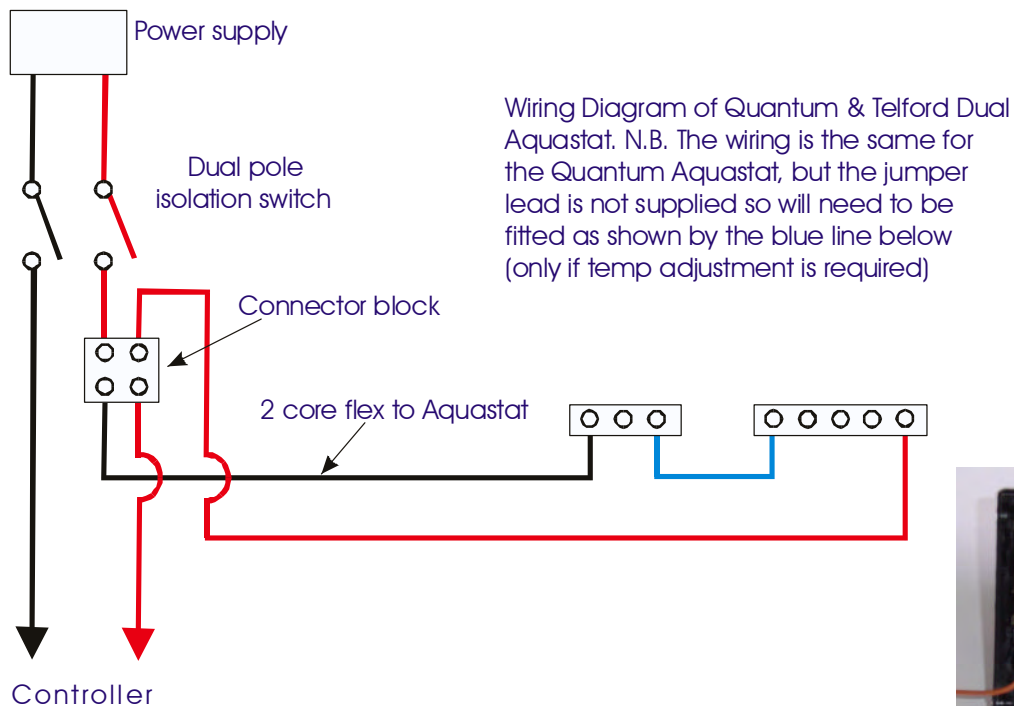 Power supply
Wiring Diagram of Quantum & Telford Dual
Aquastat. N.B. The wiring is the same for
the Quantum Aquastat, but the jumper
lead is not supplied so will need to be
fitted as shown by the blue line below
(only if temp adjustment is required)
Dual pole
isolation switch
Connector block
2 core flex to Aquastat
Controller